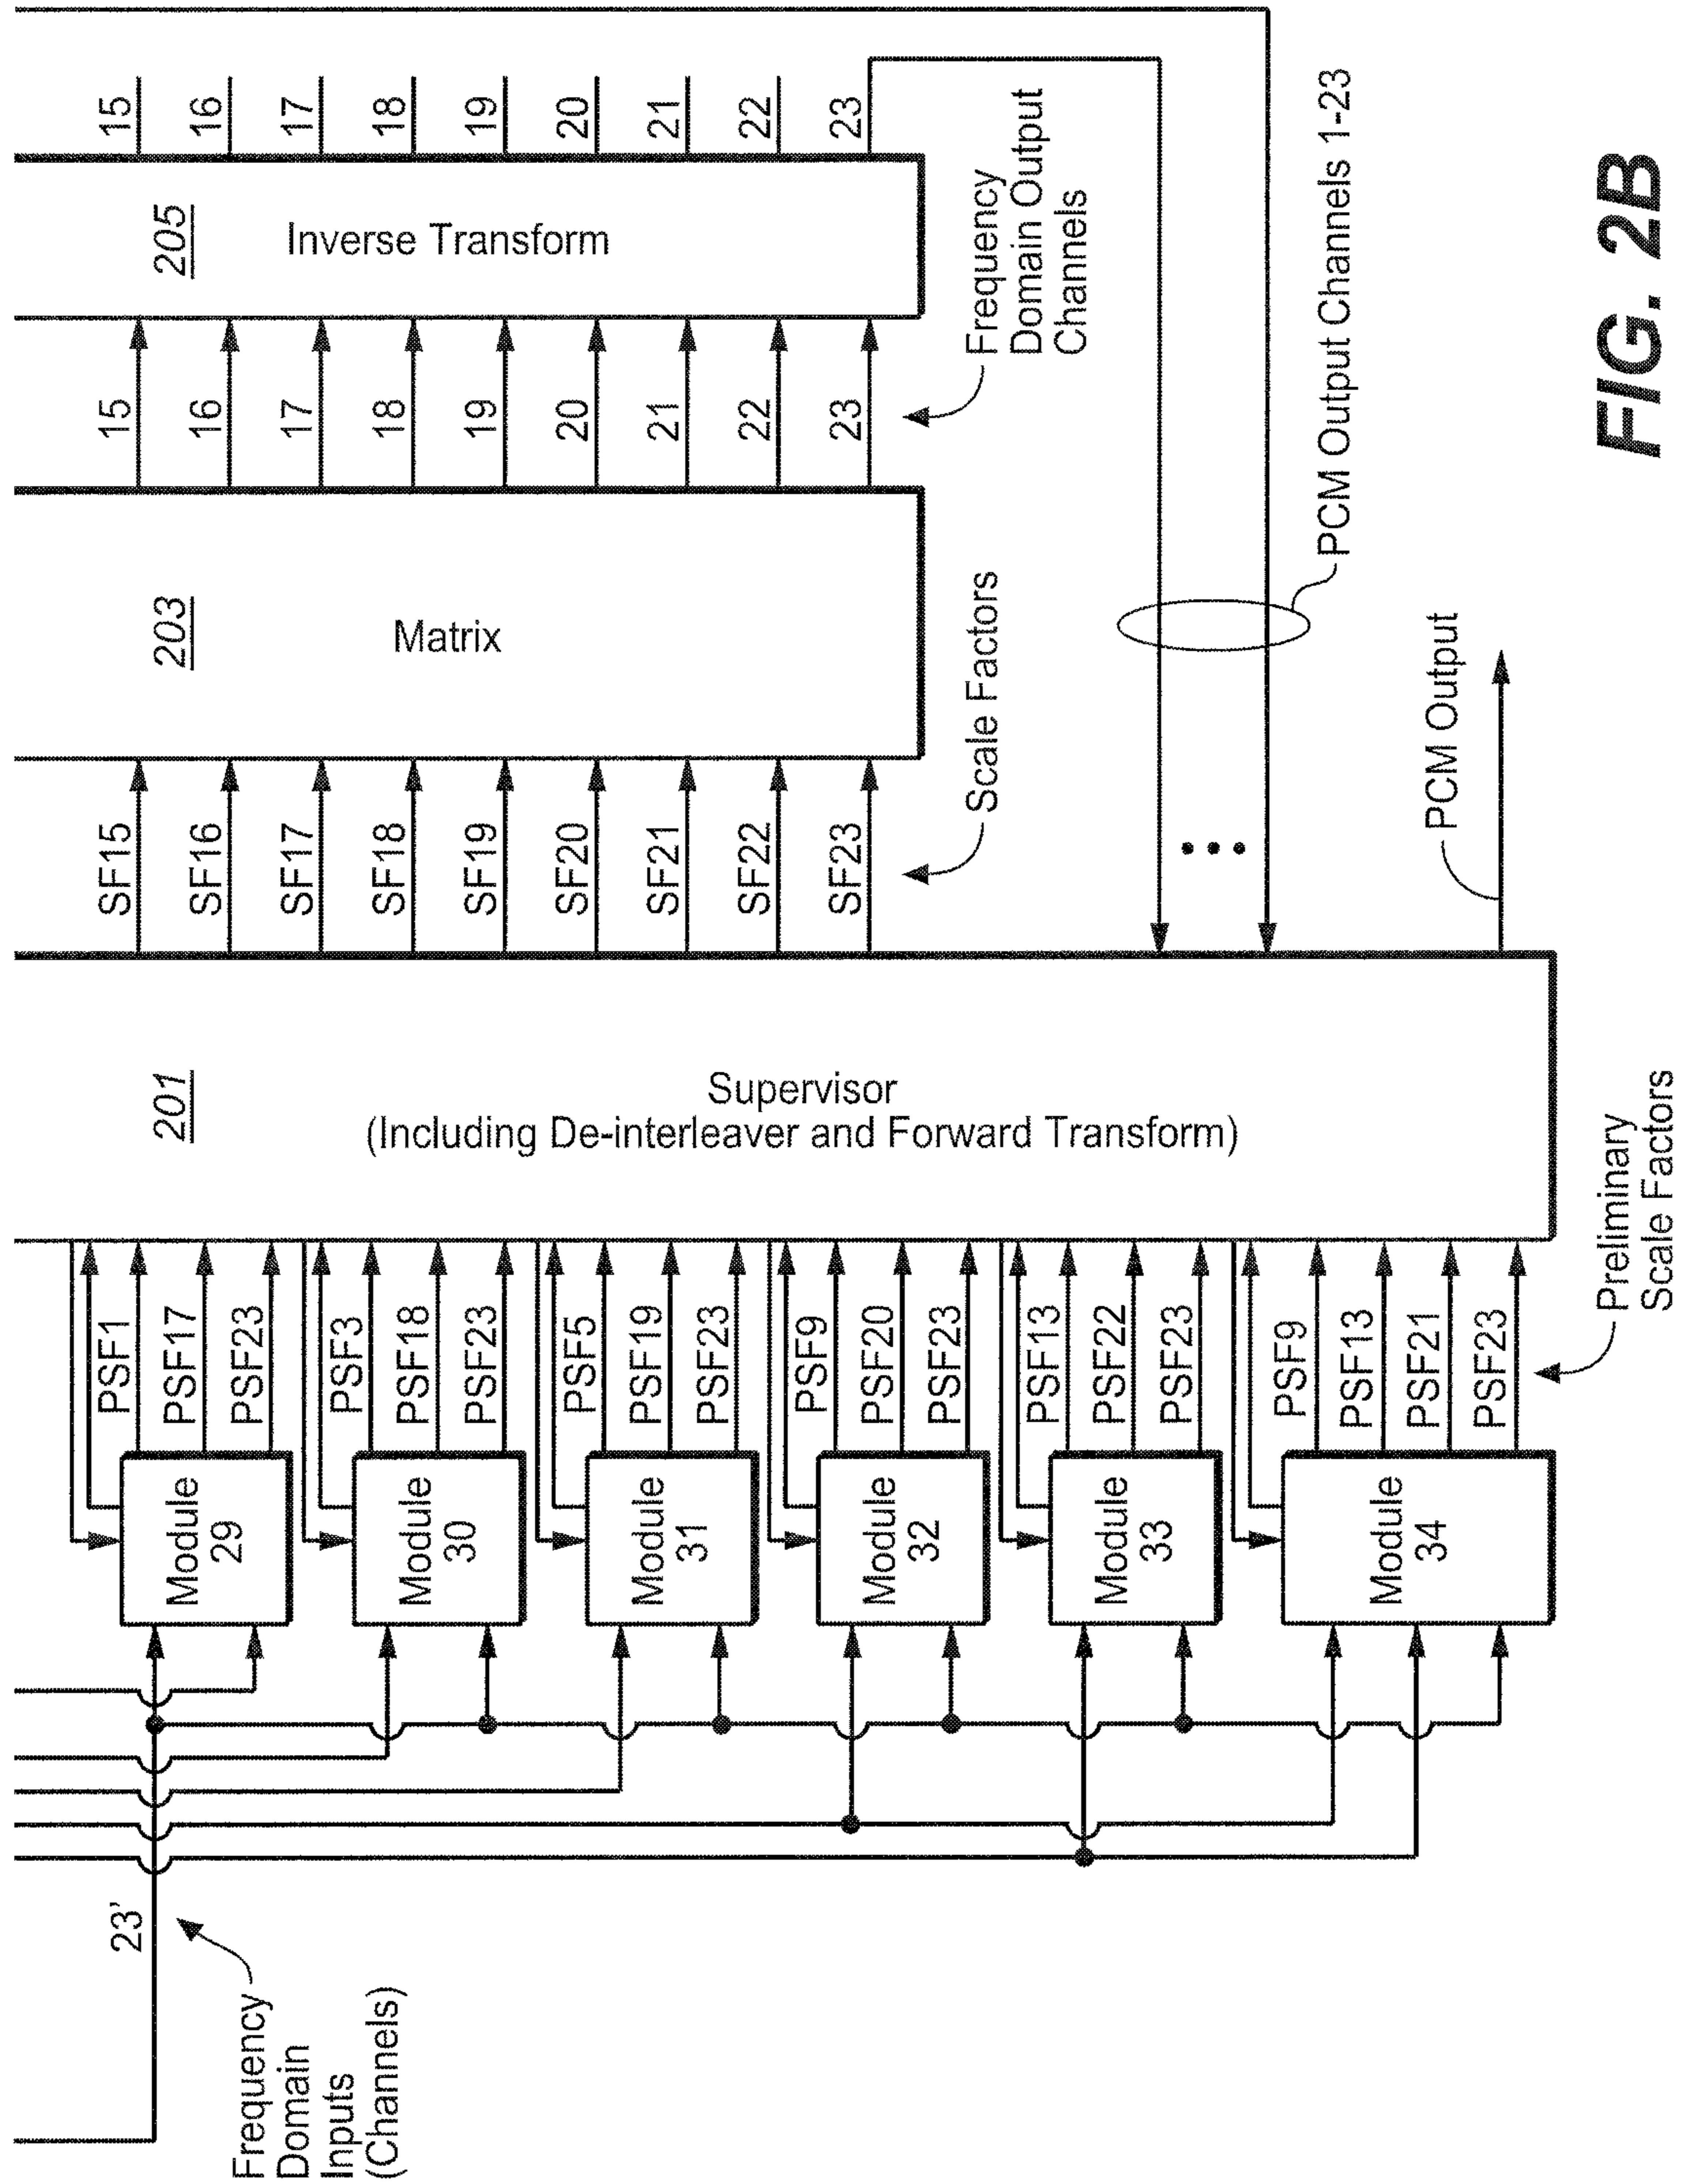 23'
Frequency
Domain
Inputs
(Channels)
Module
29
Module
30
Module
31
Module
32
Module
33
Module
34
PSF1
PSF17
PSF23
PSF3
PSF18
PSF23
PSF5
PSF19
PSF23
PSF9
PSF20
PSF23
PSF13
PSF22
PSF23
PSF9
PSF13
PSF21
PSF23
Preliminary
Scale Factors
201
Supervisor
(Including De-interleaver and Forward Transform)
SF15
SF16
SF17
SF18
SF19
SF20
SF21
SF22
SF23
Scale Factors
203
Matrix
15
16
17
18
19
20
21
22
23
Frequency
Domain Output
Channels
205
Inverse Transform
15
16
17
18
19
20
21
22
23
PCM Output Channels 1-23
PCM Output
FIG. 2B